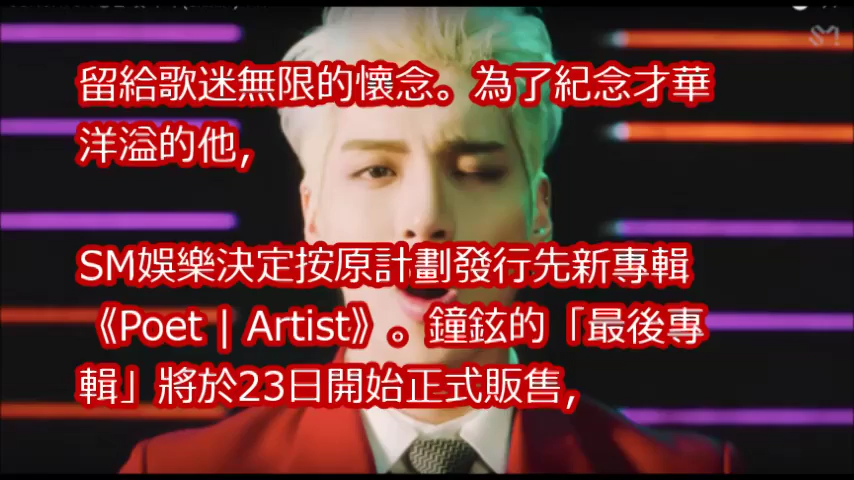 留給歌迷無限的懷念。為了紀念才華
洋溢的他,
SM娛樂決定按原計劃發行先新專輯
《Poet | Artist》。鐘鉉的「最後專
輯」將於23日開始正式販售,